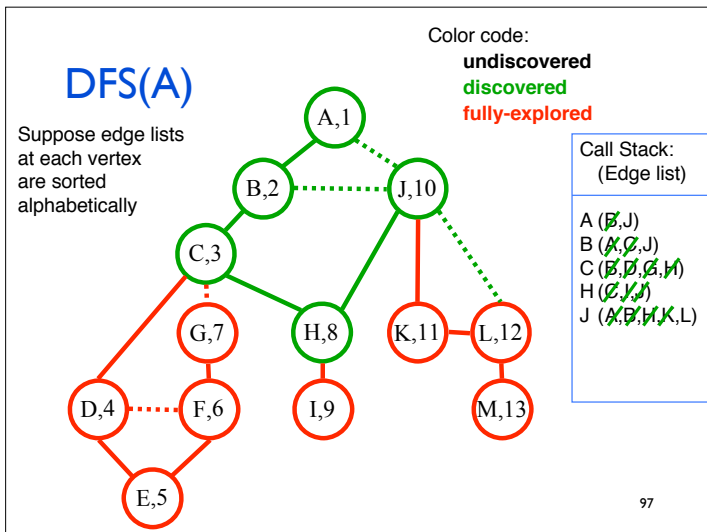 DFS(A)
Suppose edge lists
at each vertex
are sorted
alphabetically
Color code:
undiscovered
discovered
fully-explored
A,1
B,2
J,10
C,3
G,7
H,8
K,11
L,12
D,4
F,6
I,9
M,13
E,5
Call Stack:
(Edge list)
A (B,J)
B (A,C,J)
C (B,D,G,H)
H (C,I,J)
J (A,B,H,K,L)
97